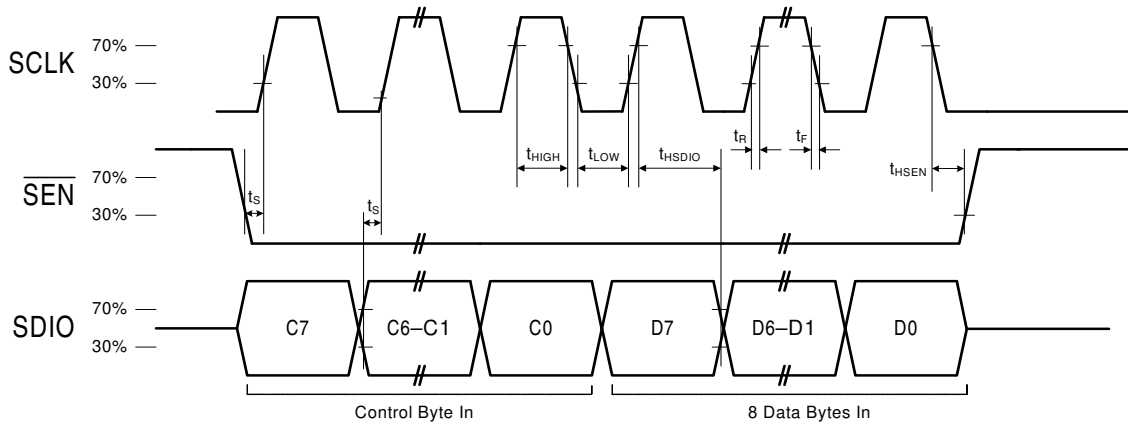 SCLK
70%
30%
tR
tF
tHIGH
tLOW
tHSDIO
tHSEN
SEN
70%
30%
tS
tS
SDIO
70%
30%
C7
C6–C1
C0
D7
D6–D1
D0
Control Byte In
8 Data Bytes In